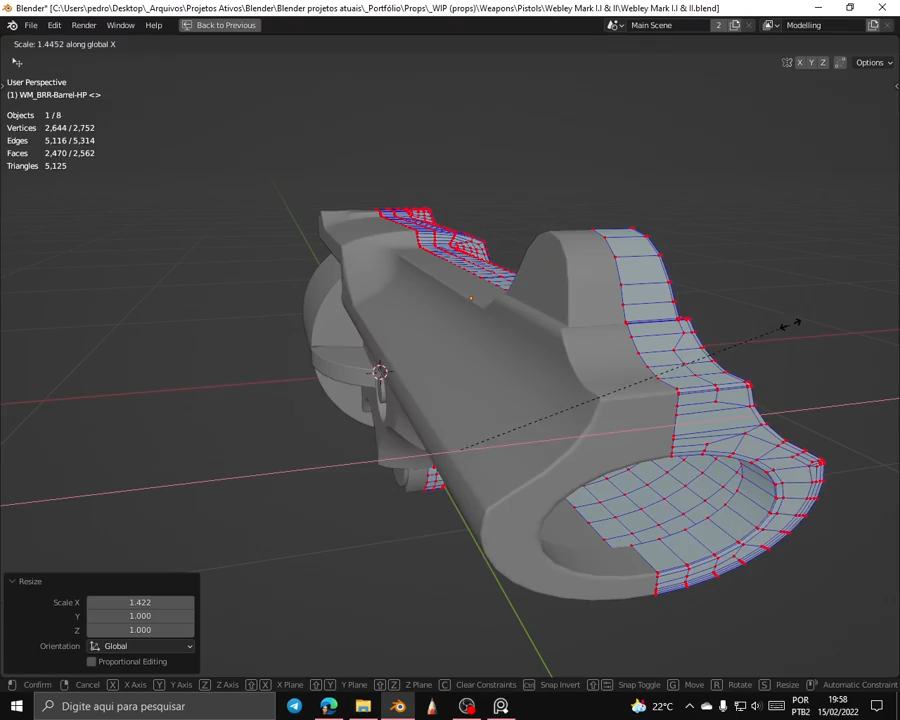 Blender* [C:\Users\pedro\Desktop\_Arquivos\Projetos Ativos\Blender\Blender projetos atuais\_Portfólio\Props\_WIP (props)\Weapons\Pistols\Webley Mark I.I & II\Webley Mark I.I & II.blend]
File Edit Render Window Help Back to Previous Main Scene 2 Modelling
Scale: 1.4452 along global X
X Y Z Options
User Perspective
(1) WM_BRR-Barrel-HP <>
Objects 1 / 8
Vertices 2,644 / 2,752
Edges 5,116 / 5,314
Faces 2,470 / 2,562
Triangles 5,125
Resize
Scale X 1.422
Y 1.000
Z 1.000
Orientation Global
Proportional Editing
Confirm Cancel X X Axis Y Y Axis Z Z Axis X X Plane Y Y Plane Z Z Plane C Clear Constraints Snap Invert Snap Toggle G Move R Rotate S Resize Automatic Constraint
Digite aqui para pesquisar 22°C POR PTB2 19:58 15/02/2022